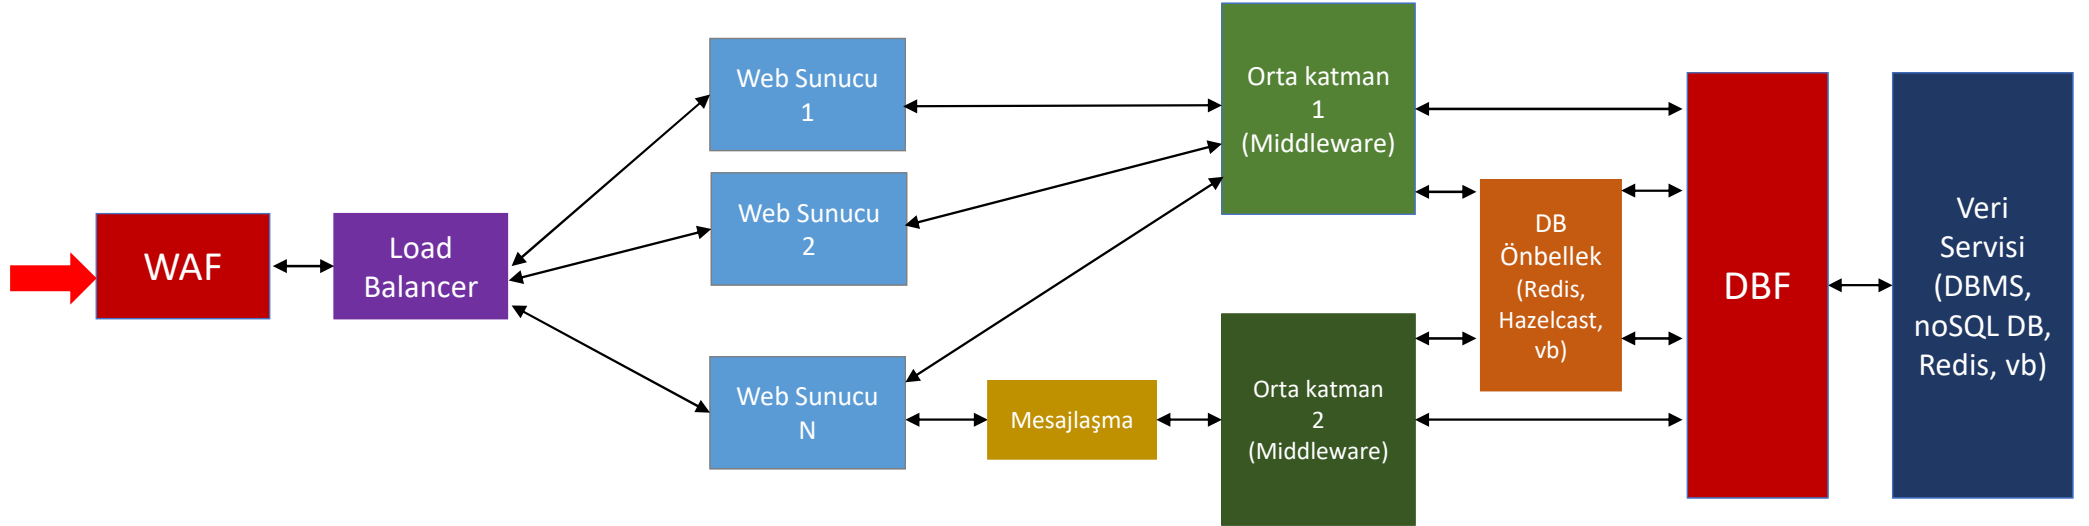 WAF
Load
Balancer
Web Sunucu
1
Web Sunucu
2
Web Sunucu
N
Mesajlaşma
Orta katman
1
(Middleware)
Orta katman
2
(Middleware)
DB
Önbellek
(Redis,
Hazelcast,
vb)
DBF
Veri
Servisi
(DBMS,
noSQL DB,
Redis, vb)